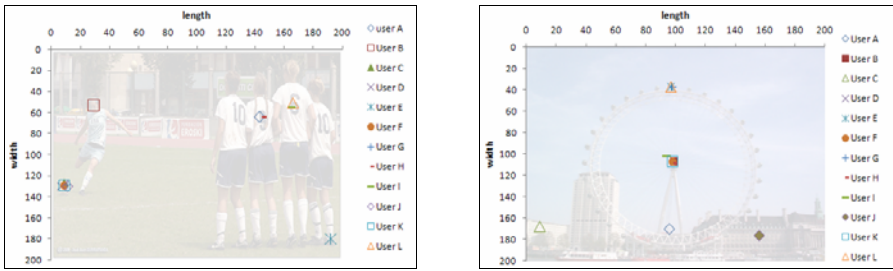 length
0 20 40 60 80 100 120 140 160 180 200
width
0
20
40
60
80
100
120
140
160
180
200
user A
User B
User C
User D
User E
User F
User G
User H
User I
User J
User K
User L
10
10
length
0 20 40 60 80 100 120 140 160 180 200
width
0
20
40
60
80
100
120
140
160
180
200
User A
User B
User C
User D
User E
User F
User G
User H
User I
User J
User K
User L